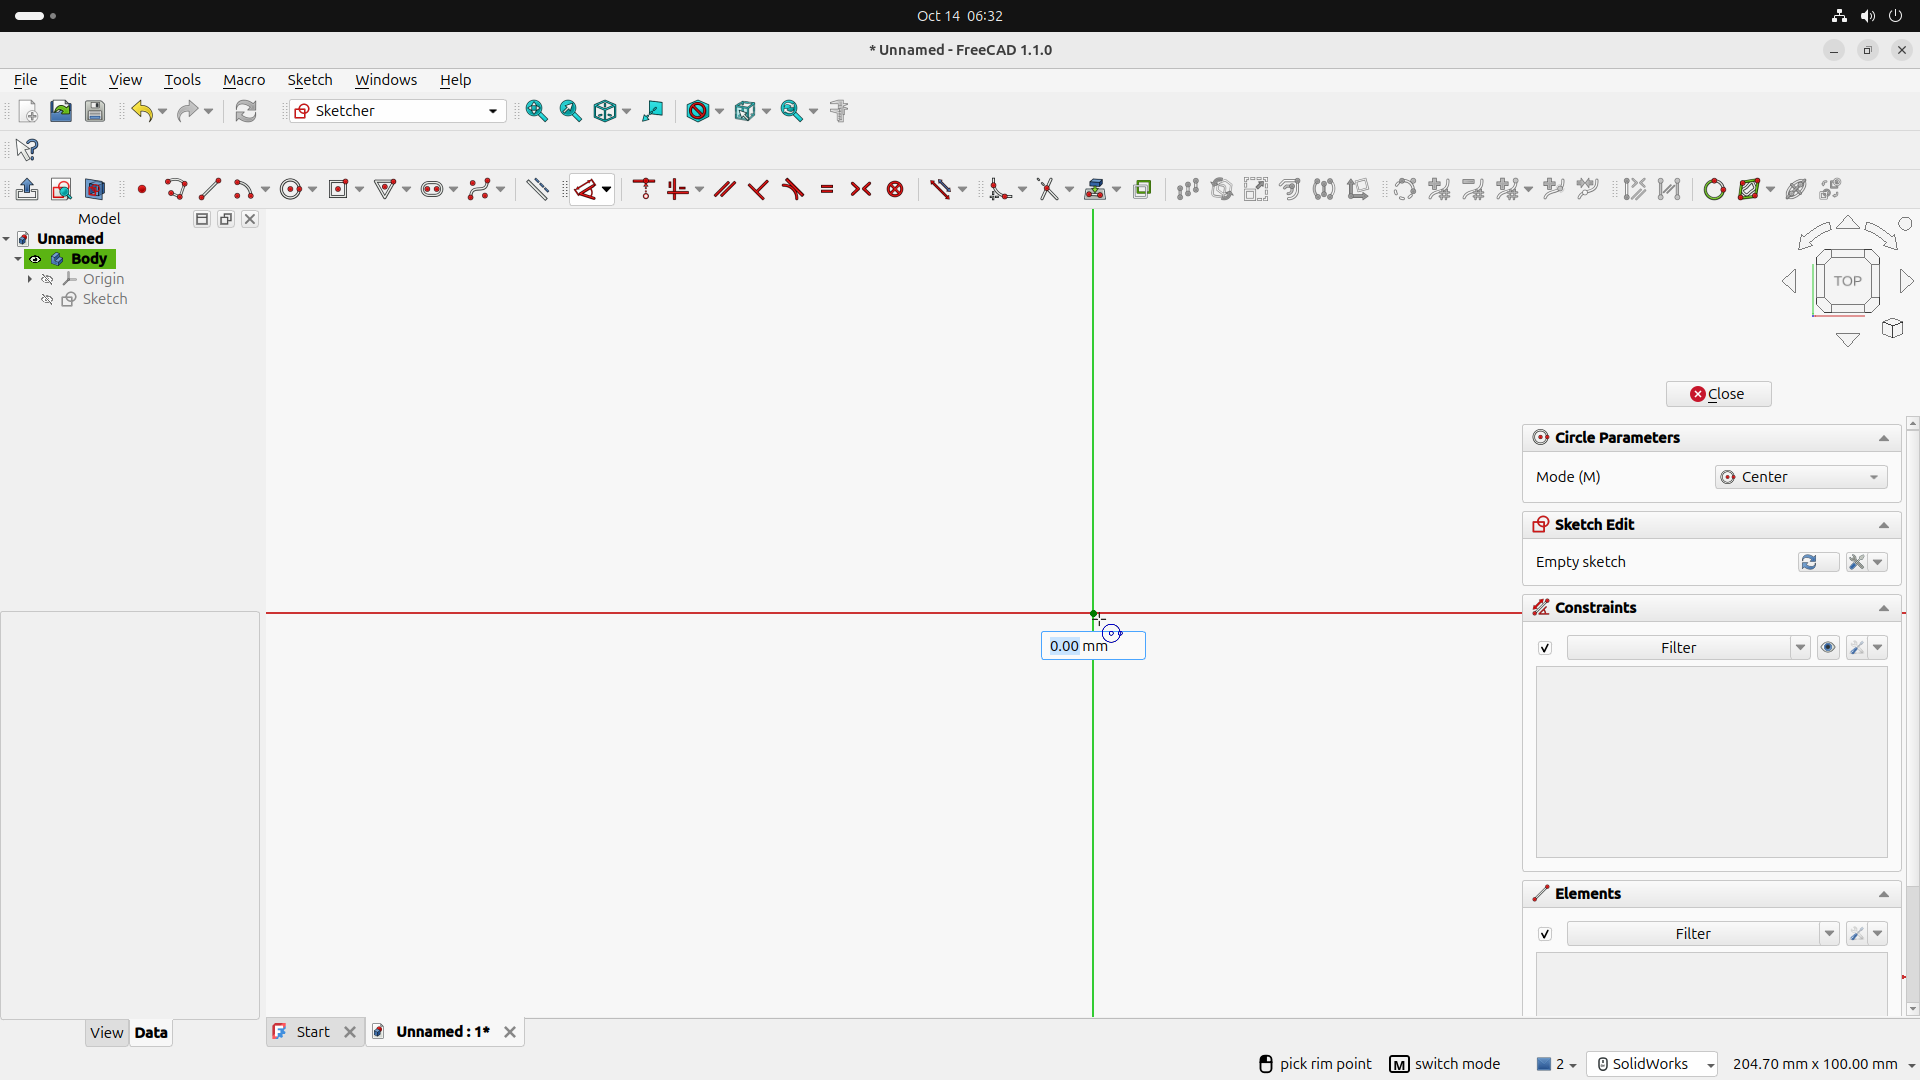 Oct 14 06:32
* Unnamed - FreeCAD 1.1.0
File Edit View Tools Macro Sketch Windows Help
Sketcher
Model
Unnamed
Body
Origin
Sketch
TOP
Close
Circle Parameters
Mode (M) Center
Sketch Edit
Empty sketch
Constraints
Filter
0.00 mm
Elements
Filter
View Data
Start Unnamed : 1*
pick rim point M switch mode 2 SolidWorks 204.70 mm x 100.00 mm